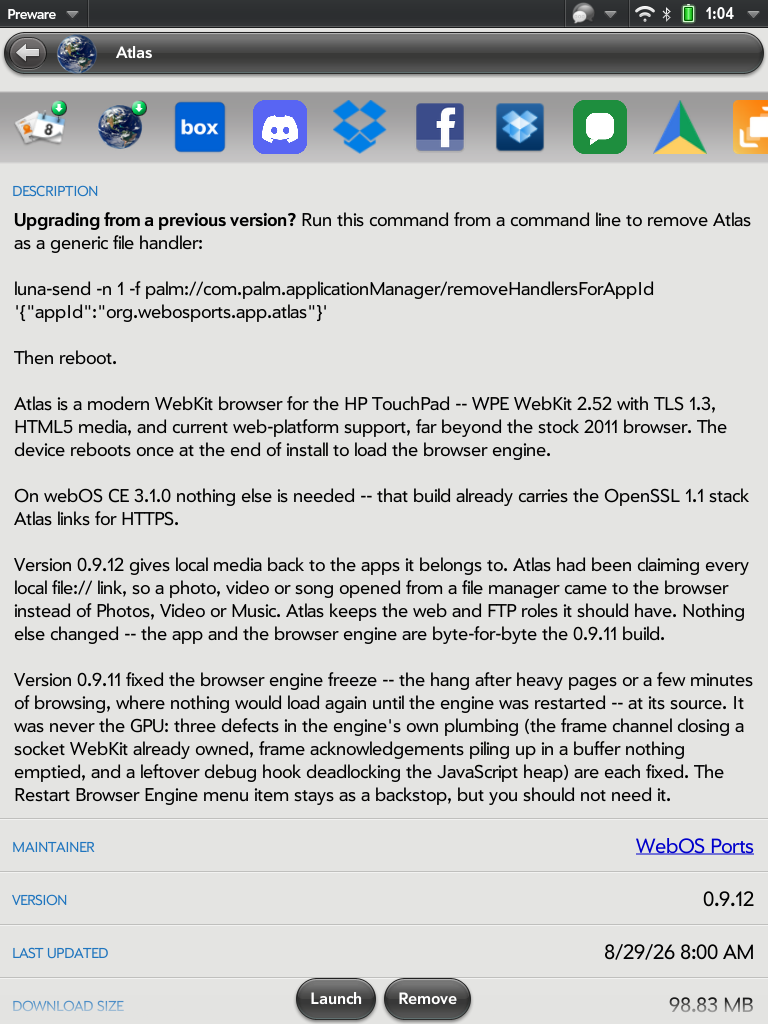 Preware
1:04
Atlas
8
box
f
DESCRIPTION
Upgrading from a previous version? Run this command from a command line to remove Atlas
as a generic file handler:
luna-send -n 1 -f palm://com.palm.applicationManager/removeHandlersForAppId
'{"appId":"org.webosports.app.atlas"}'
Then reboot.
Atlas is a modern WebKit browser for the HP TouchPad -- WPE WebKit 2.52 with TLS 1.3,
HTML5 media, and current web-platform support, far beyond the stock 2011 browser. The
device reboots once at the end of install to load the browser engine.
On webOS CE 3.1.0 nothing else is needed -- that build already carries the OpenSSL 1.1 stack
Atlas links for HTTPS.
Version 0.9.12 gives local media back to the apps it belongs to. Atlas had been claiming every
local file:// link, so a photo, video or song opened from a file manager came to the browser
instead of Photos, Video or Music. Atlas keeps the web and FTP roles it should have. Nothing
else changed -- the app and the browser engine are byte-for-byte the 0.9.11 build.
Version 0.9.11 fixed the browser engine freeze -- the hang after heavy pages or a few minutes
of browsing, where nothing would load again until the engine was restarted -- at its source. It
was never the GPU: three defects in the engine's own plumbing (the frame channel closing a
socket WebKit already owned, frame acknowledgements piling up in a buffer nothing
emptied, and a leftover debug hook deadlocking the JavaScript heap) are each fixed. The
Restart Browser Engine menu item stays as a backstop, but you should not need it.
MAINTAINER
WebOS Ports
VERSION
0.9.12
LAST UPDATED
8/29/26 8:00 AM
DOWNLOAD SIZE
98.83 MB
Launch
Remove